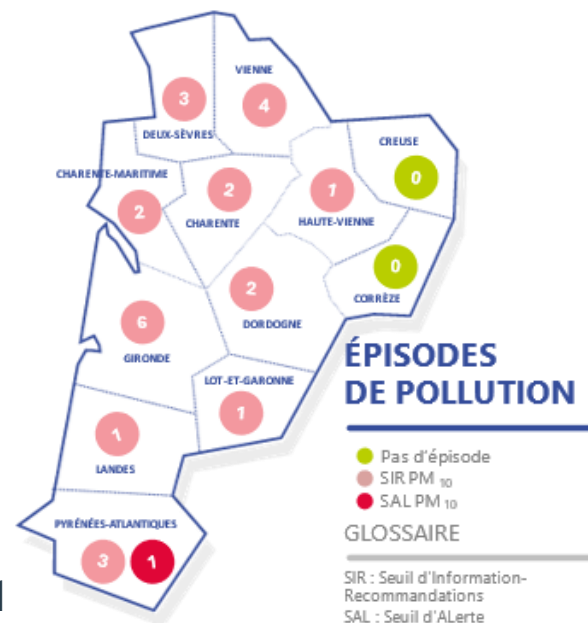 VIENNE
3
4
DEUX-SÈVRES
CREUSE
0
CHARENTE-MARITIME
2
2
CHARENTE
1
HAUTE-VIENNE
0
CORRÈZE
2
DORDOGNE
6
GIRONDE
LOT-ET-GARONNE
1
1
LANDES
PYRÉNÉES-ATLANTIQUES
3
1
ÉPISODES
DE POLLUTION
Pas d'épisode
SIR PM 10
SAL PM 10
GLOSSAIRE
SIR : Seuil d'Information-
Recommandations
SAL : Seuil d'ALerte